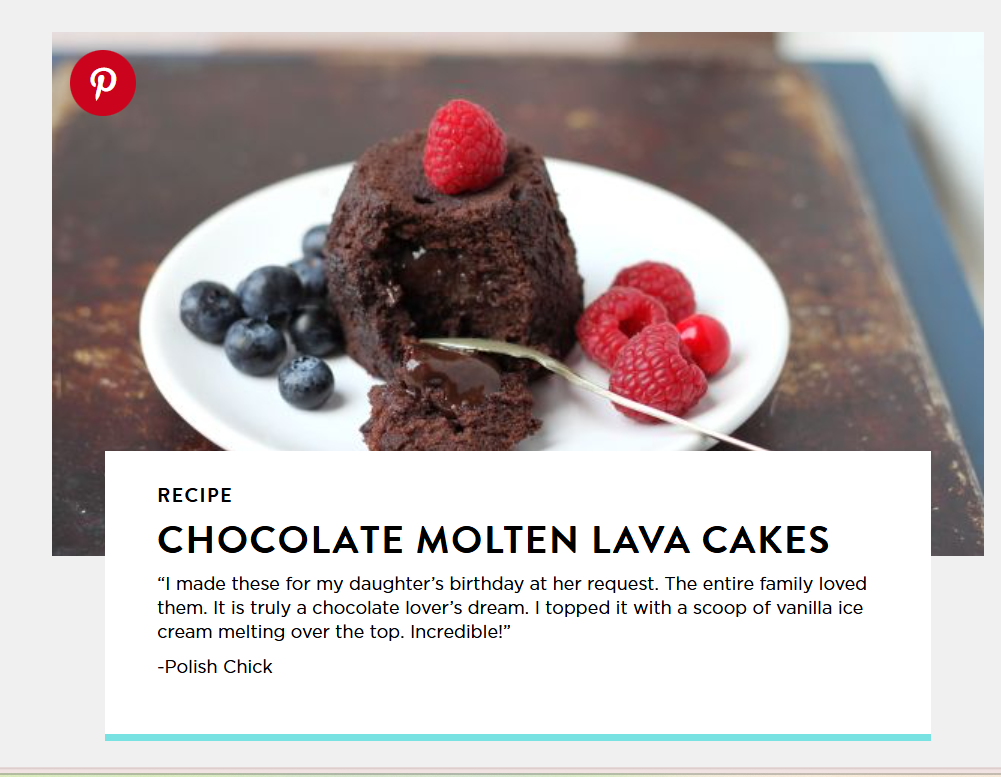 RECIPE
CHOCOLATE MOLTEN LAVA CAKES
“I made these for my daughter’s birthday at her request. The entire family loved
them. It is truly a chocolate lover’s dream. I topped it with a scoop of vanilla ice
cream melting over the top. Incredible!”
-Polish Chick